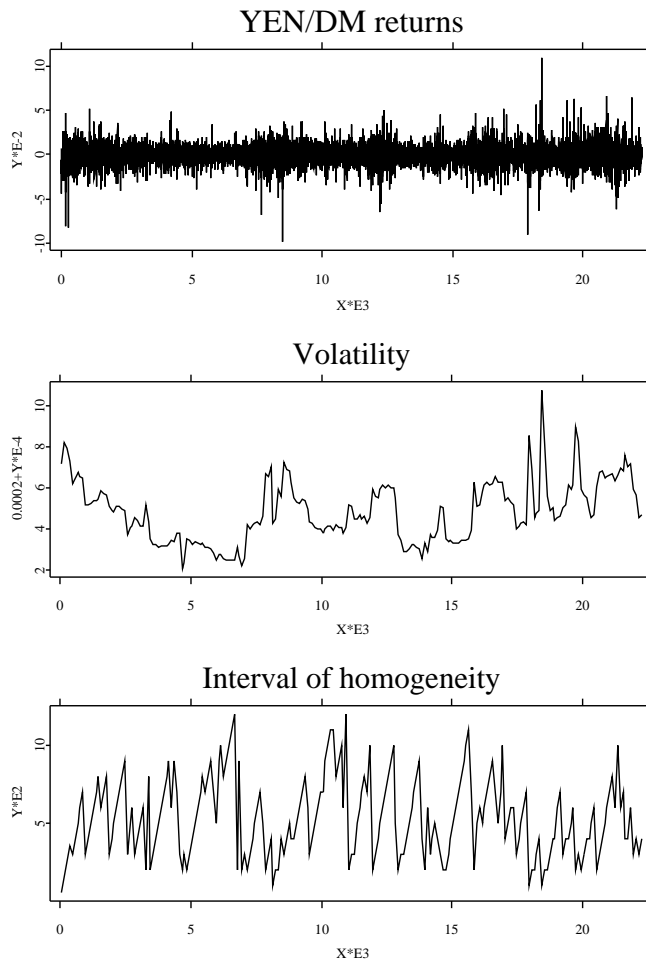 YEN/DM returns
Y*E-2
10
5
0
-5
-10
0 5 10 15 20
X*E3
Volatility
0.0002+Y*E-4
10
8
6
4
2
0 5 10 15 20
X*E3
Interval of homogeneity
Y*E2
10
5
0 5 10 15 20
X*E3